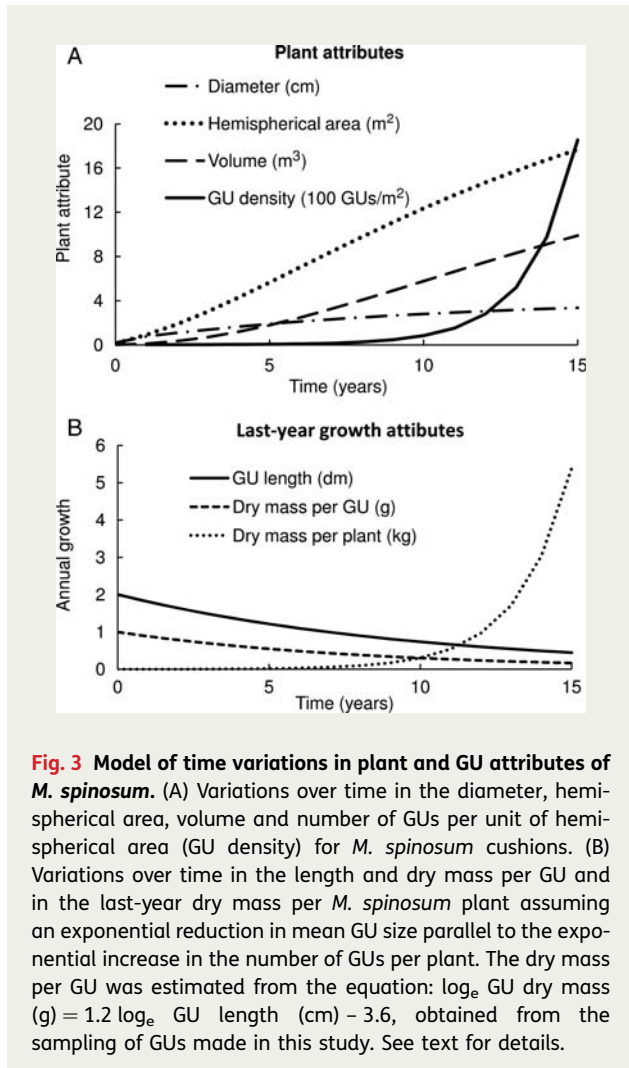 A
Plant attributes
Diameter (cm)
Hemispherical area (m²)
Volume (m³)
GU density (100 GUs/m²)
Plant attribute
20
16
12
8
4
0
0
5
10
15
Time (years)
B
Last-year growth attibutes
GU length (dm)
Dry mass per GU (g)
Dry mass per plant (kg)
Annual growth
6
5
4
3
2
1
0
0
5
10
15
Time (years)
Fig. 3 Model of time variations in plant and GU attributes of
M. spinosum. (A) Variations over time in the diameter, hemi-
spherical area, volume and number of GUs per unit of hemi-
spherical area (GU density) for M. spinosum cushions. (B)
Variations over time in the length and dry mass per GU and
in the last-year dry mass per M. spinosum plant assuming
an exponential reduction in mean GU size parallel to the expo-
nential increase in the number of GUs per plant. The dry mass
per GU was estimated from the equation: logₑ GU dry mass
(g) = 1.2 logₑ GU length (cm) – 3.6, obtained from the
sampling of GUs made in this study. See text for details.